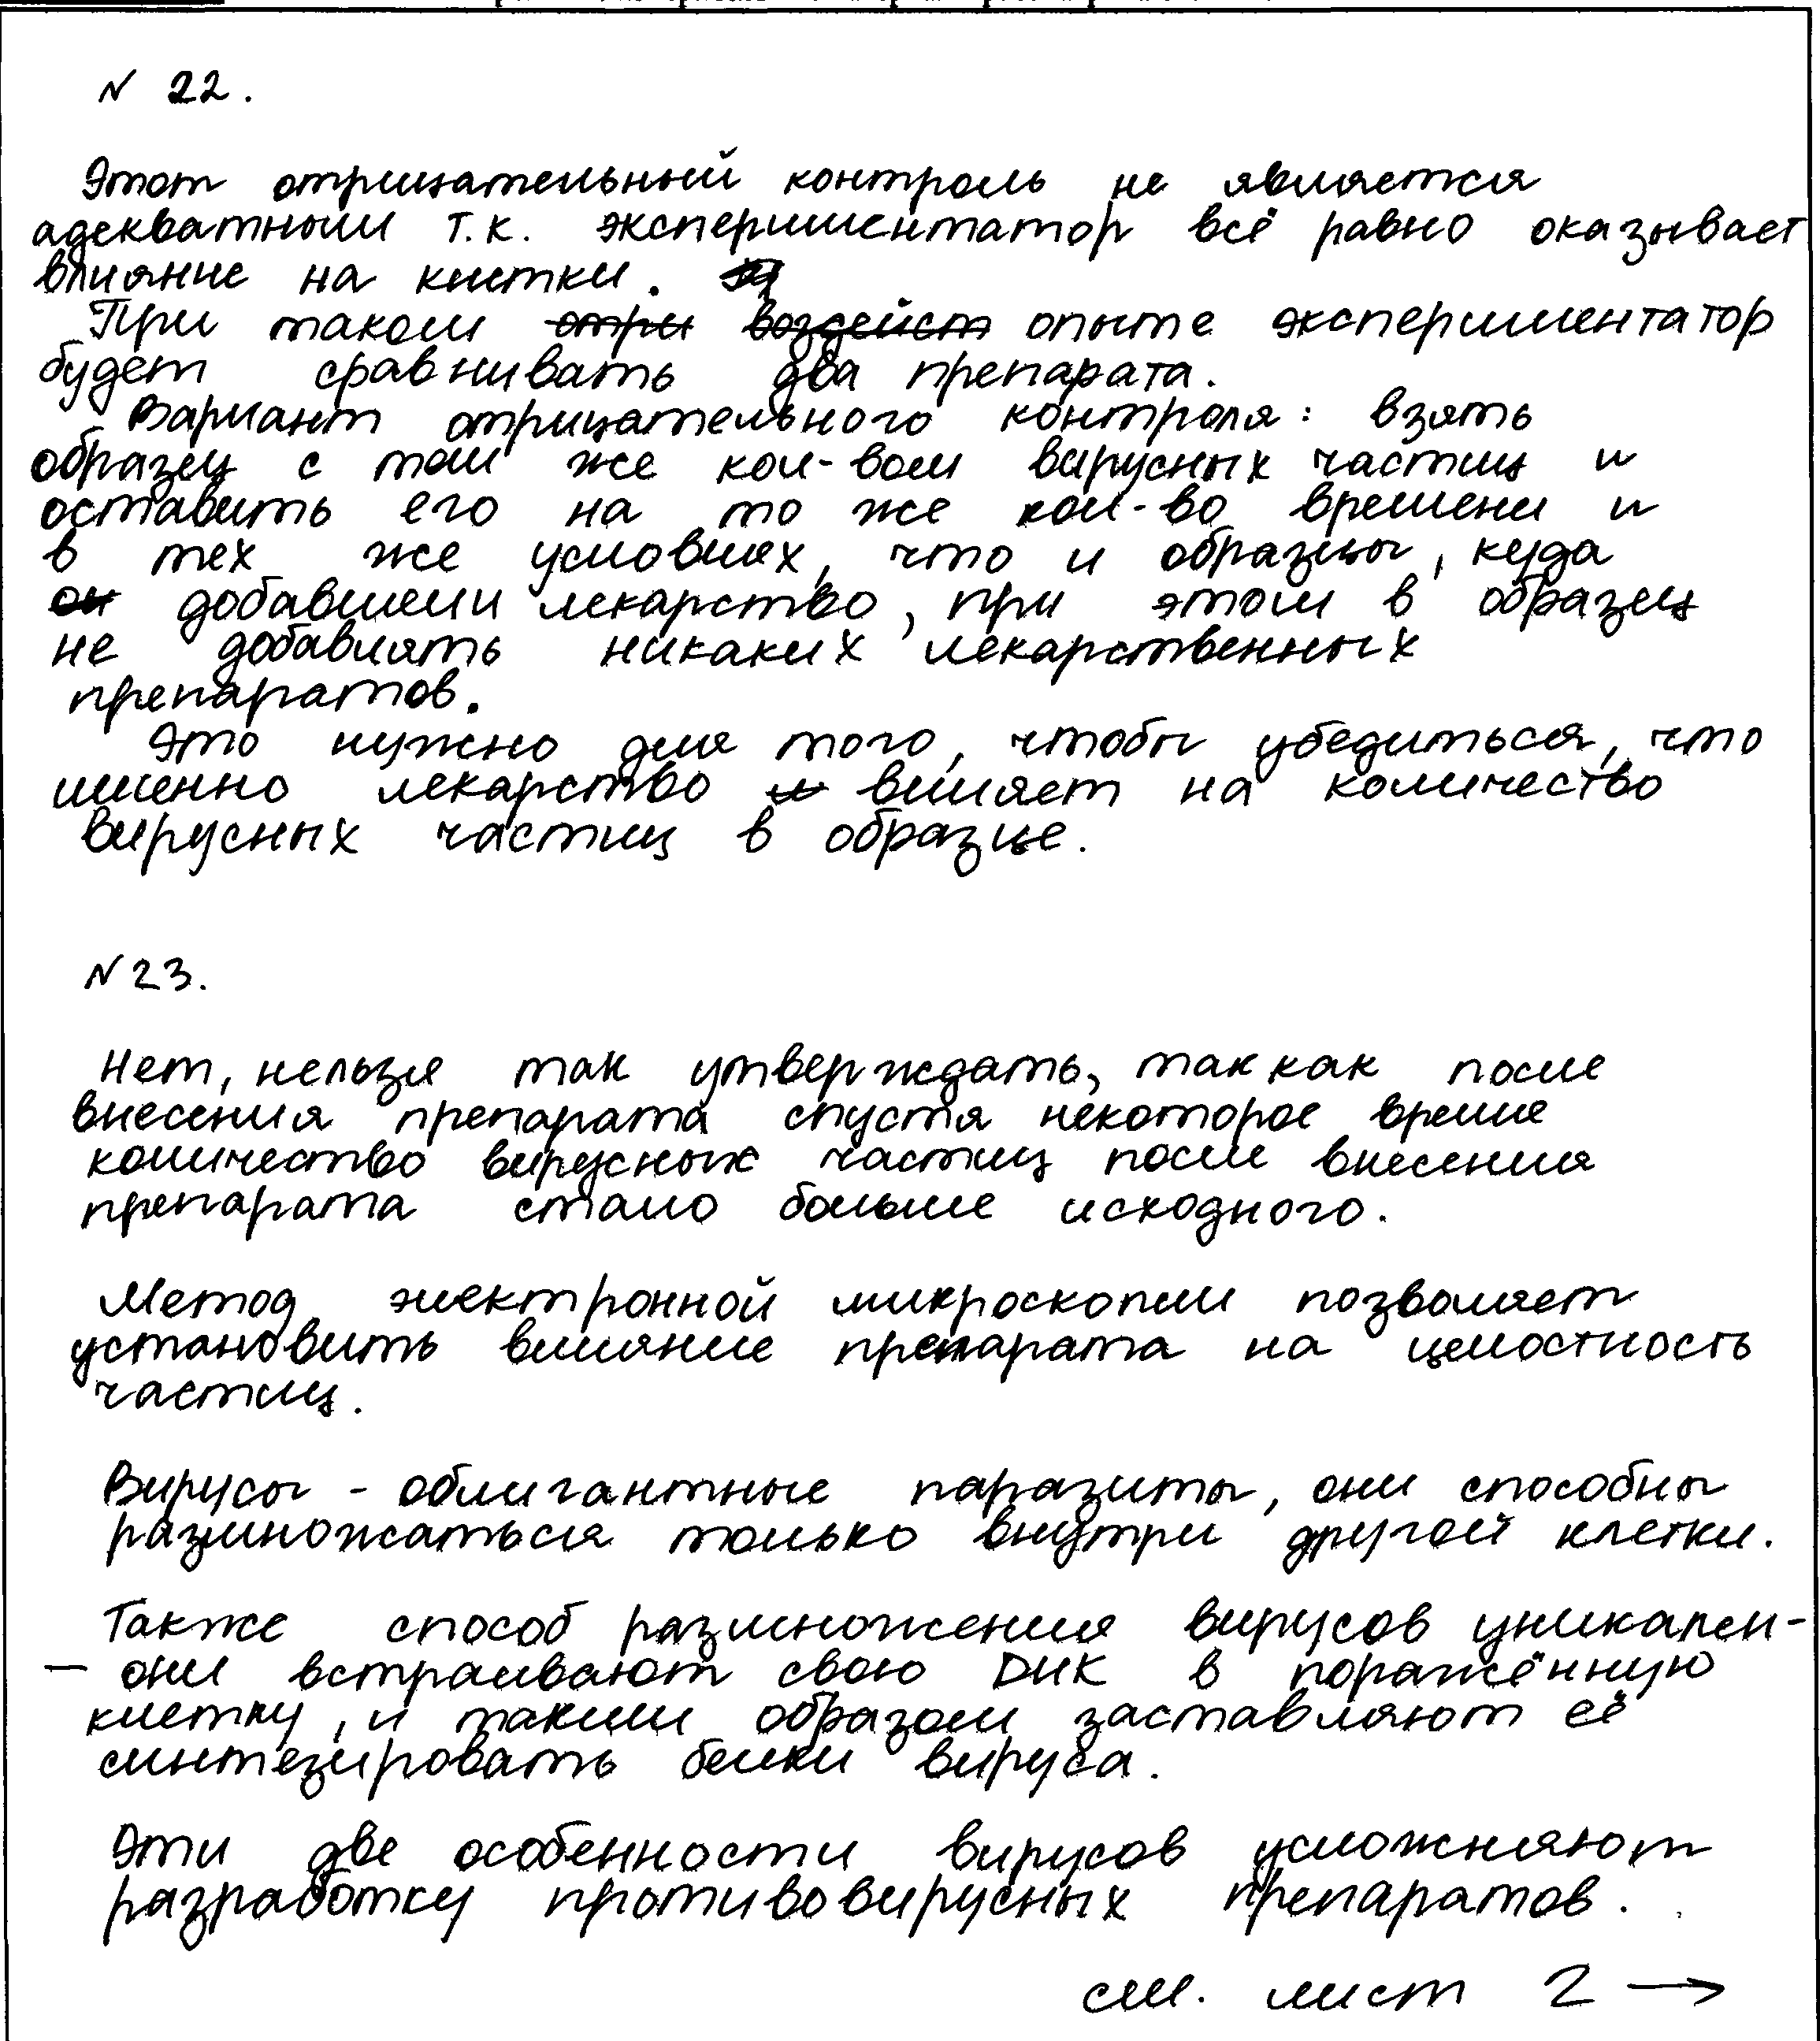 № 22.
Этот отрицательный контроль не является
адекватным т.к. экспериментатор всё равно оказывает
влияние на клетки.
При таком отри воздейст опыте экспериментатор
будет сравнивать два препарата.
Вариант отрицательного контроля: взять
образец с тем же кол-вом вирусных частиц и
оставить его на то же кол-во времени и
в тех же условиях, что и образцы, куда
он добавляли лекарство, при этом в образец
не добавлять никаких лекарственных
препаратов.
Это нужно для того, чтобы убедиться, что
именно лекарство влияет на количество
вирусных частиц в образце.
№ 23.
Нет, нельзя так утверждать, так как после
внесения препарата спустя некоторое время
количество вирусных частиц после внесения
препарата стало больше исходного.
Метод электронной микроскопии позволяет
установить влияние препарата на целостность
частиц.
Вирусы - облигантные паразиты, они способны
размножаться только внутри другой клетки.
Также способ размножения вирусов уникален-
- они встраивают свою ДНК в поражённую
клетку, и таким образом заставляют её
синтезировать белки вируса.
Эти две особенности вирусов усложняют
разработку противовирусных препаратов.
см. лист 2 →